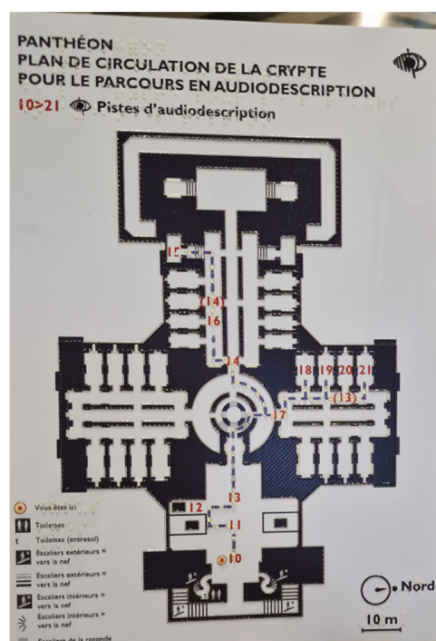 PANTHÉON
PLAN DE CIRCULATION DE LA CRYPTE
POUR LE PARCOURS EN AUDIODESCRIPTION
10>21 Pistes d'audiodescription
15
(14)
16
14
18 19 20 21
(13)
17
13
12
11
10
Vous êtes ici
Toilettes
t Toilettes (entresol)
Escaliers extérieurs =
vers la nef
Escaliers extérieurs =
vers la nef
Escaliers intérieurs =
vers la nef
Escaliers intérieurs =
vers la nef
Escaliers de la
Nord
10 m